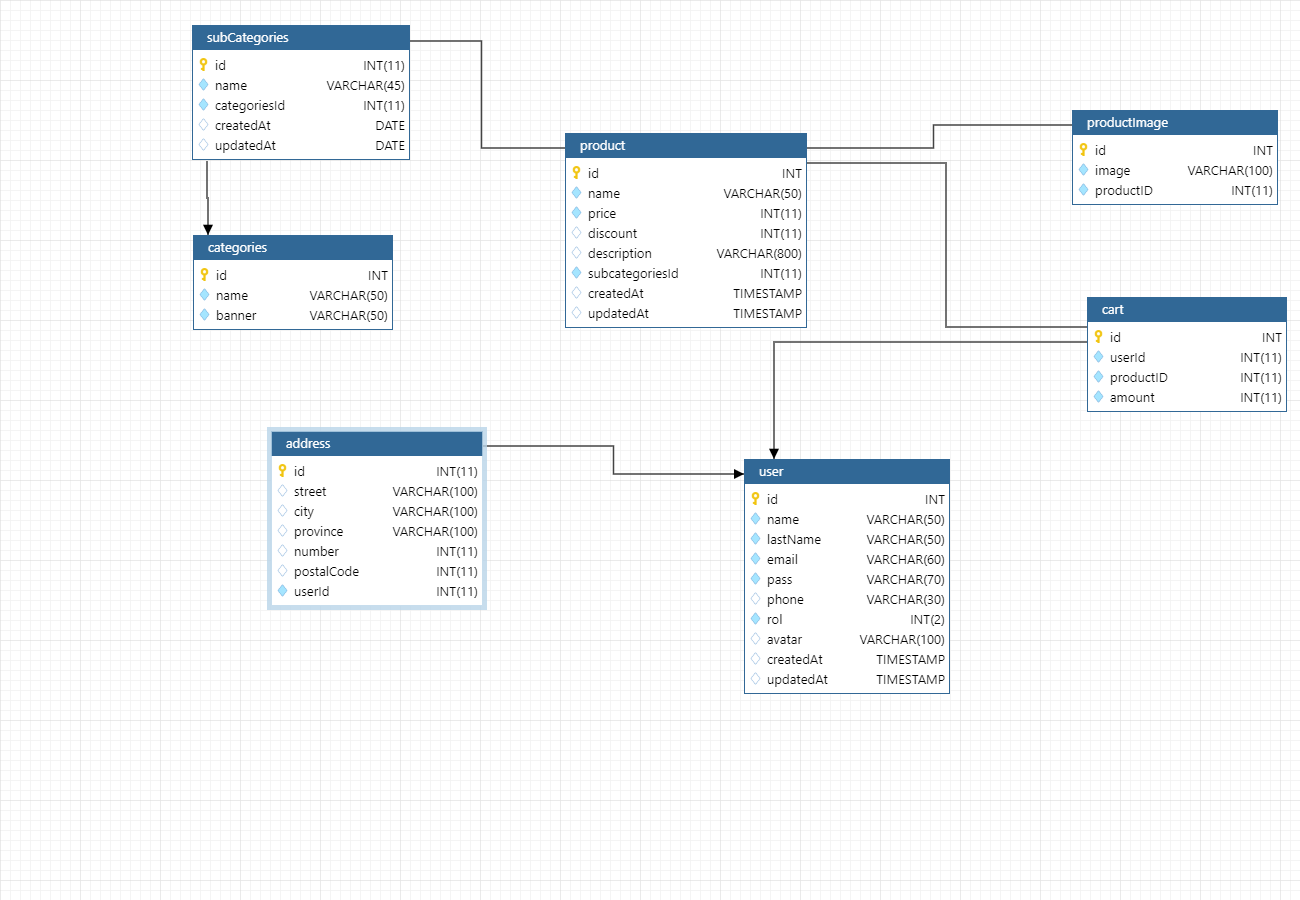 subCategories
id INT(11)
name VARCHAR(45)
categoriesId INT(11)
createdAt DATE
updatedAt DATE
categories
id INT
name VARCHAR(50)
banner VARCHAR(50)
product
id INT
name VARCHAR(50)
price INT(11)
discount INT(11)
description VARCHAR(800)
subcategoriesId INT(11)
createdAt TIMESTAMP
updatedAt TIMESTAMP
productImage
id INT
image VARCHAR(100)
productID INT(11)
cart
id INT
userId INT(11)
productID INT(11)
amount INT(11)
address
id INT(11)
street VARCHAR(100)
city VARCHAR(100)
province VARCHAR(100)
number INT(11)
postalCode INT(11)
userId INT(11)
user
id INT
name VARCHAR(50)
lastName VARCHAR(50)
email VARCHAR(60)
pass VARCHAR(70)
phone VARCHAR(30)
rol INT(2)
avatar VARCHAR(100)
createdAt TIMESTAMP
updatedAt TIMESTAMP